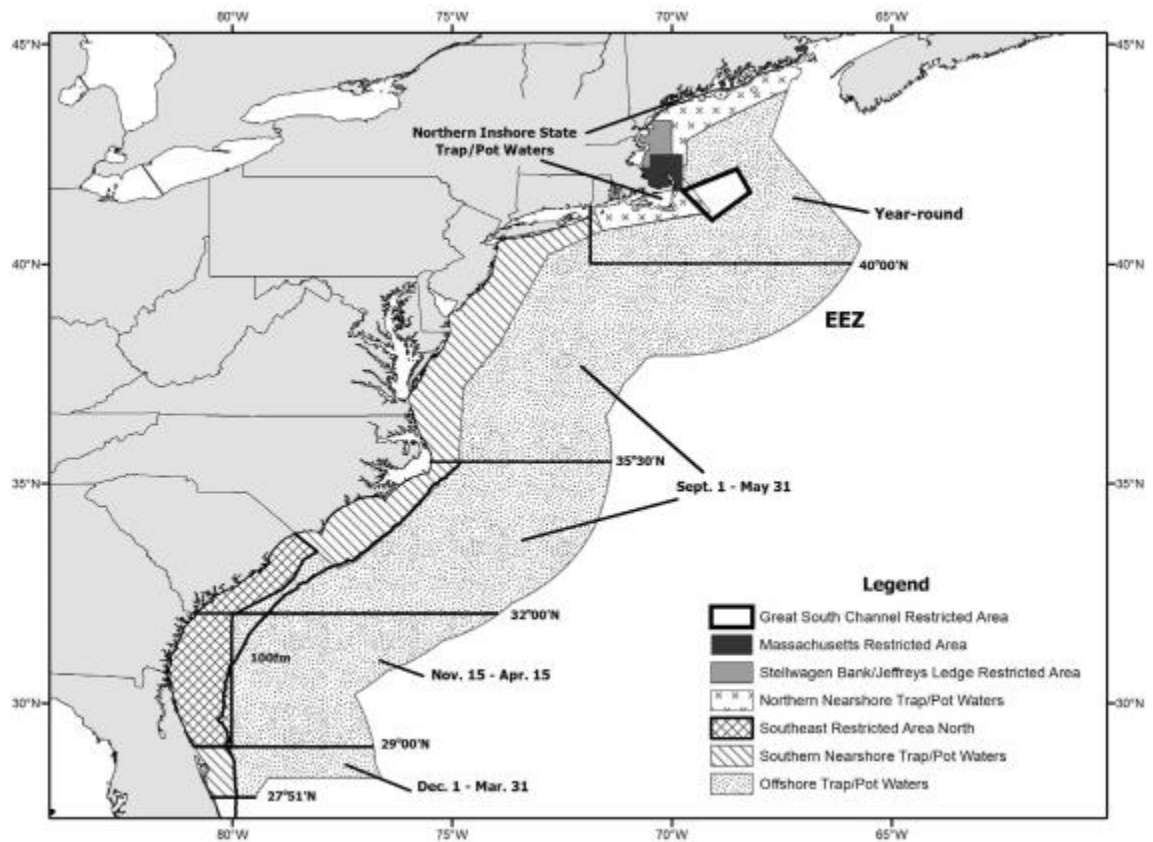 80°W
75°W
70°W
65°W
45°N
45°N
Northern Inshore State
Trap/Pot Waters
Year-round
40°N
40°00'N
40°N
EEZ
35°30'N
35°N
Sept. 1 - May 31
35°N
Legend
Great South Channel Restricted Area
32°00'N
Massachusetts Restricted Area
100fm
Nov. 15 - Apr. 15
Stellwagen Bank/Jeffreys Ledge Restricted Area
30°N
Northern Nearshore Trap/Pot Waters
30°N
Southeast Restricted Area North
29°00'N
Southern Nearshore Trap/Pot Waters
Dec. 1 - Mar. 31
Offshore Trap/Pot Waters
27°51'N
80°W
75°W
70°W
65°W